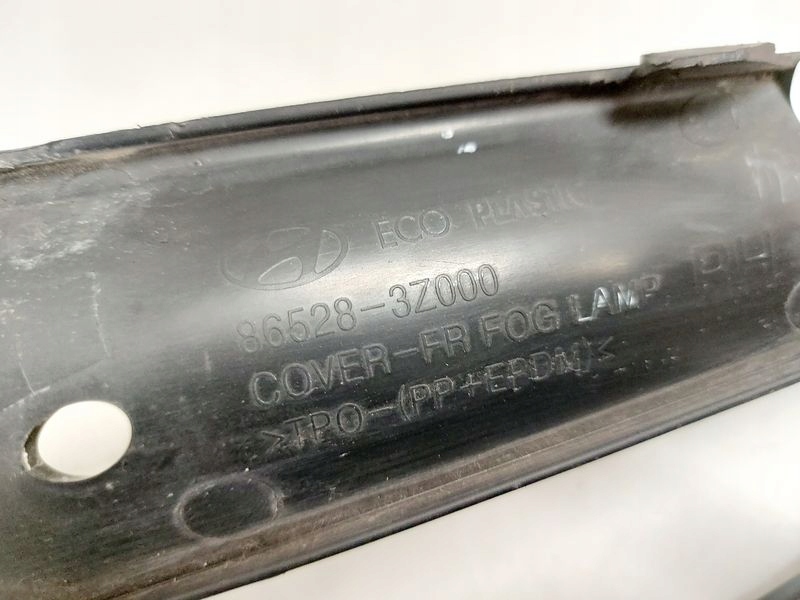 ECO PLASTIC
86528-3Z000
COVER-FR FOG LAMP
>TPO-(PP+EPDM)<